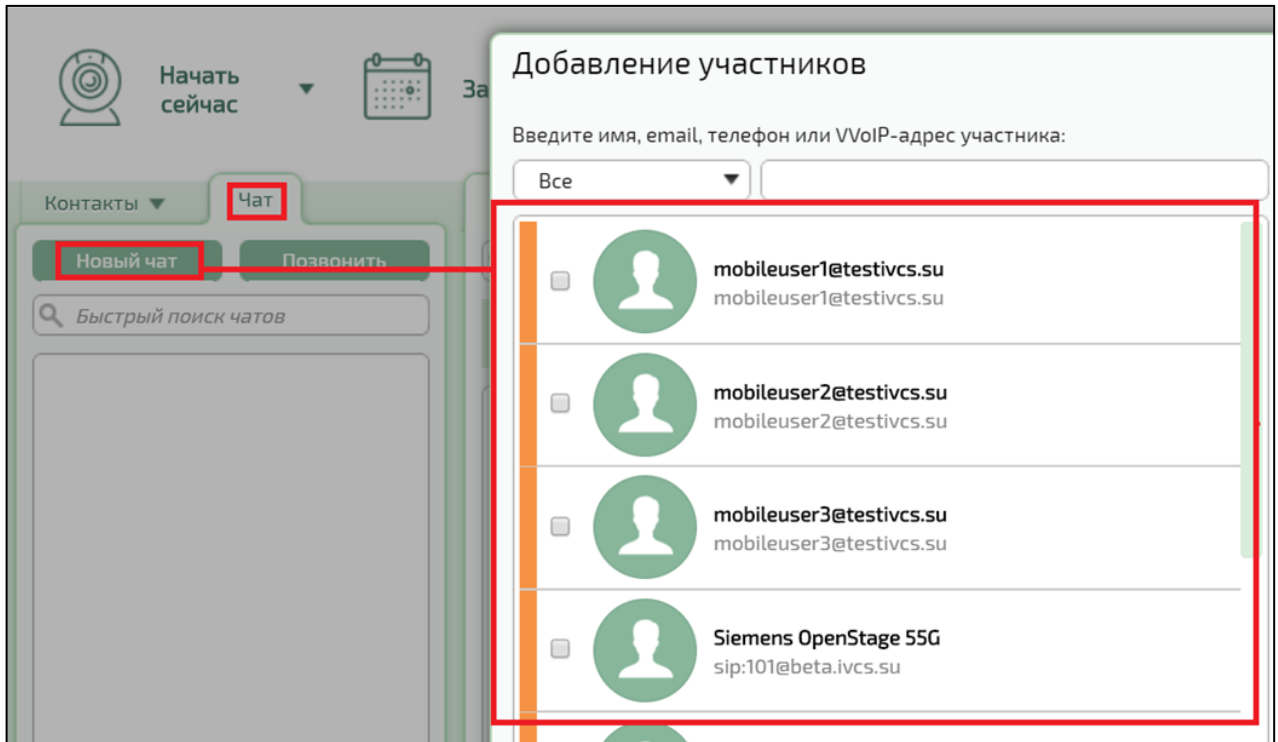 Начать
сейчас
За
Контакты
Чат
Новый чат
Позвонить
Быстрый поиск чатов
Добавление участников
Введите имя, email, телефон или VVoIP-адрес участника:
Все
mobileuser1@testivcs.su
mobileuser1@testivcs.su
mobileuser2@testivcs.su
mobileuser2@testivcs.su
mobileuser3@testivcs.su
mobileuser3@testivcs.su
Siemens OpenStage 55G
sip:101@beta.ivcs.su